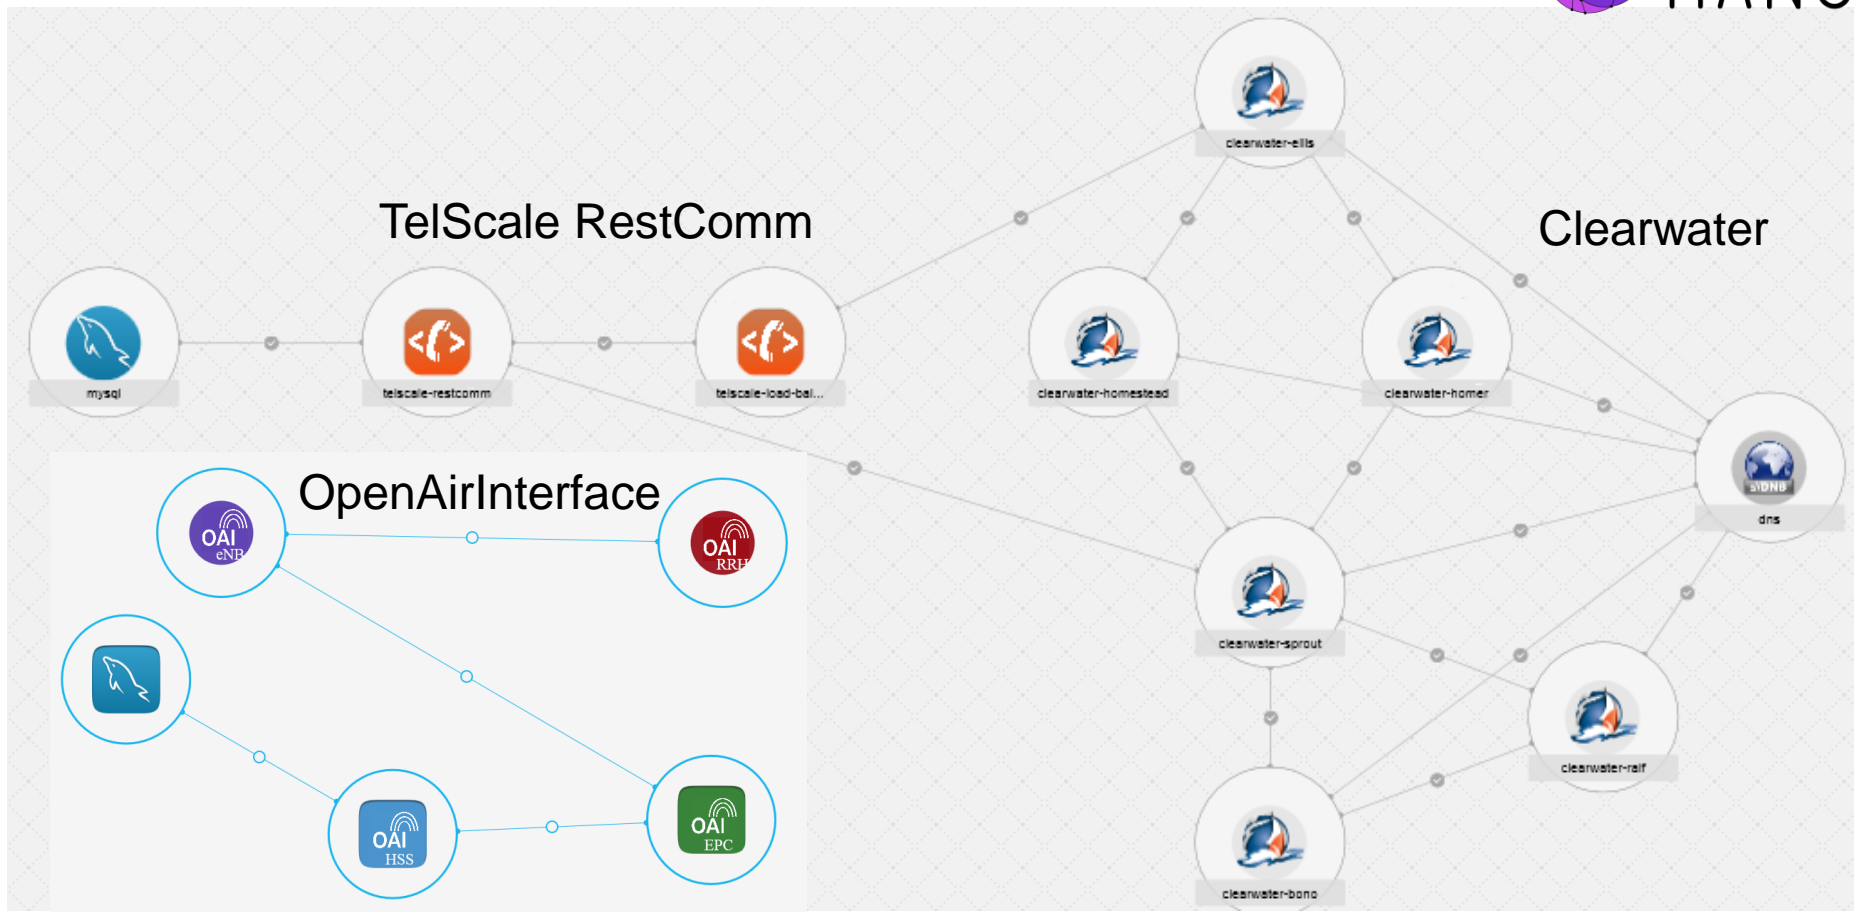 clearwater-ellis
TelScale RestComm
Clearwater
mysql
telscale-restcomm
telscale-load-bal...
clearwater-homestead
clearwater-homer
OpenAirInterface
OAI
eNB
OAI
RRH
dns
clearwater-sprout
clearwater-ralf
OAI
HSS
OAI
EPC
clearwater-bono